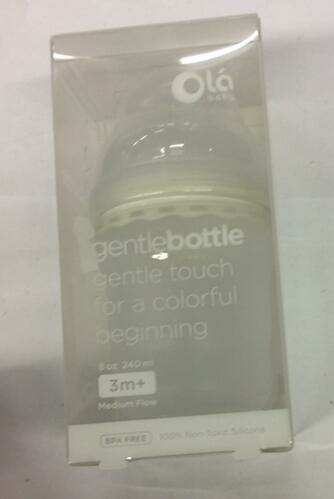 Olá
baby
gentlebottle
gentle touch
for a colorful
beginning
8 oz 240 ml
3m+
Medium Flow
BPA FREE 100% Non-Toxic Silicone